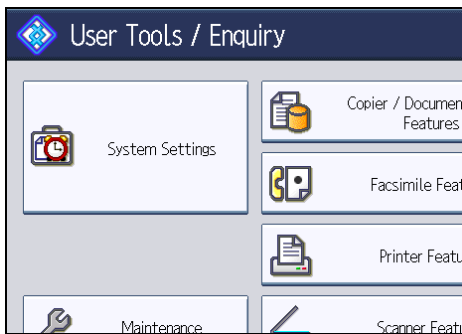 User Tools / Enquiry
System Settings
Copier / Documen
Features
Facsimile Feat
Printer Featu
Maintenance
Scanner Featu